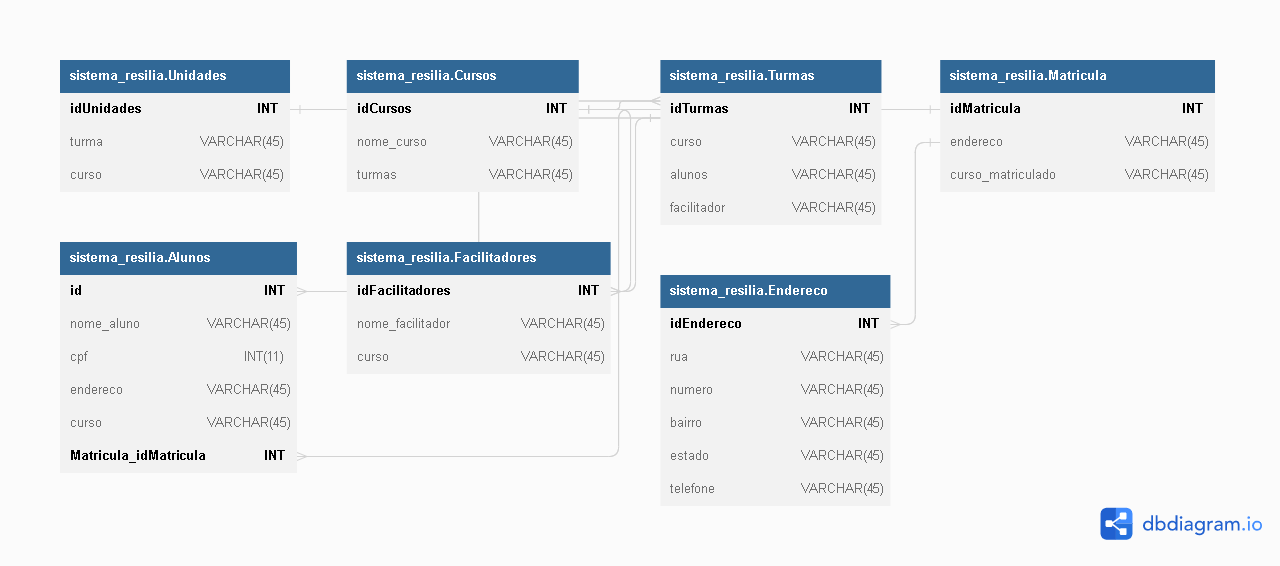 sistema_resilia.Unidades
idUnidades INT
turma VARCHAR(45)
curso VARCHAR(45)
sistema_resilia.Cursos
idCursos INT
nome_curso VARCHAR(45)
turmas VARCHAR(45)
sistema_resilia.Turmas
idTurmas INT
curso VARCHAR(45)
alunos VARCHAR(45)
facilitador VARCHAR(45)
sistema_resilia.Matricula
idMatricula INT
endereco VARCHAR(45)
curso_matriculado VARCHAR(45)
sistema_resilia.Alunos
id INT
nome_aluno VARCHAR(45)
cpf INT(11)
endereco VARCHAR(45)
curso VARCHAR(45)
Matricula_idMatricula INT
sistema_resilia.Facilitadores
idFacilitadores INT
nome_facilitador VARCHAR(45)
curso VARCHAR(45)
sistema_resilia.Endereco
idEndereco INT
rua VARCHAR(45)
numero VARCHAR(45)
bairro VARCHAR(45)
estado VARCHAR(45)
telefone VARCHAR(45)
dbdiagram.io